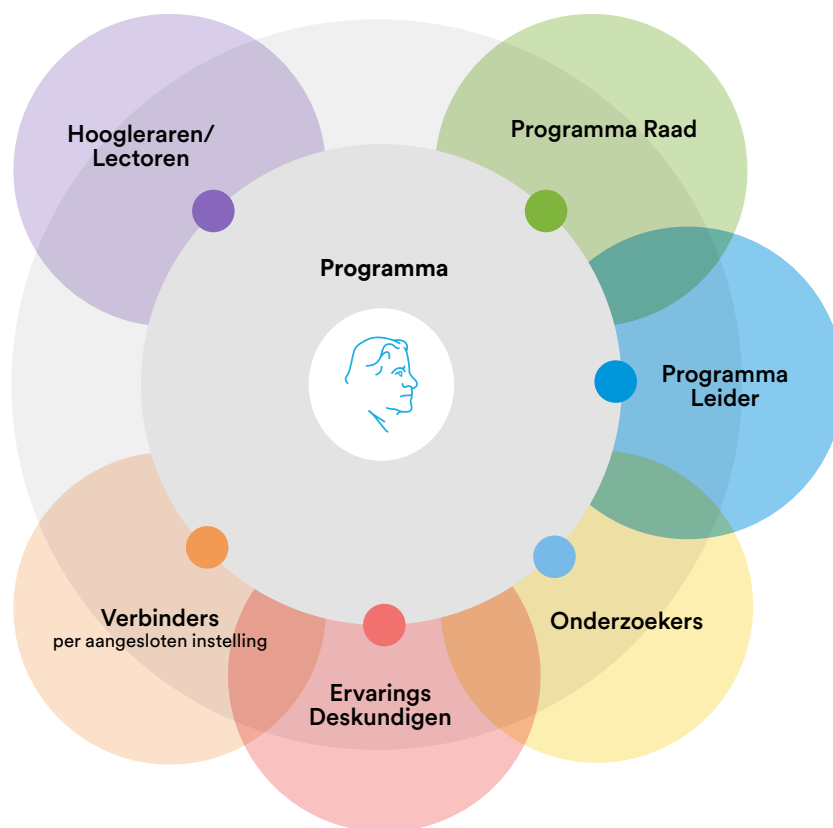 Hoogleraren/
Lectoren
Programma Raad
Programma
Programma
Leider
Verbinders
per aangesloten instelling
Onderzoekers
Ervarings
Deskundigen